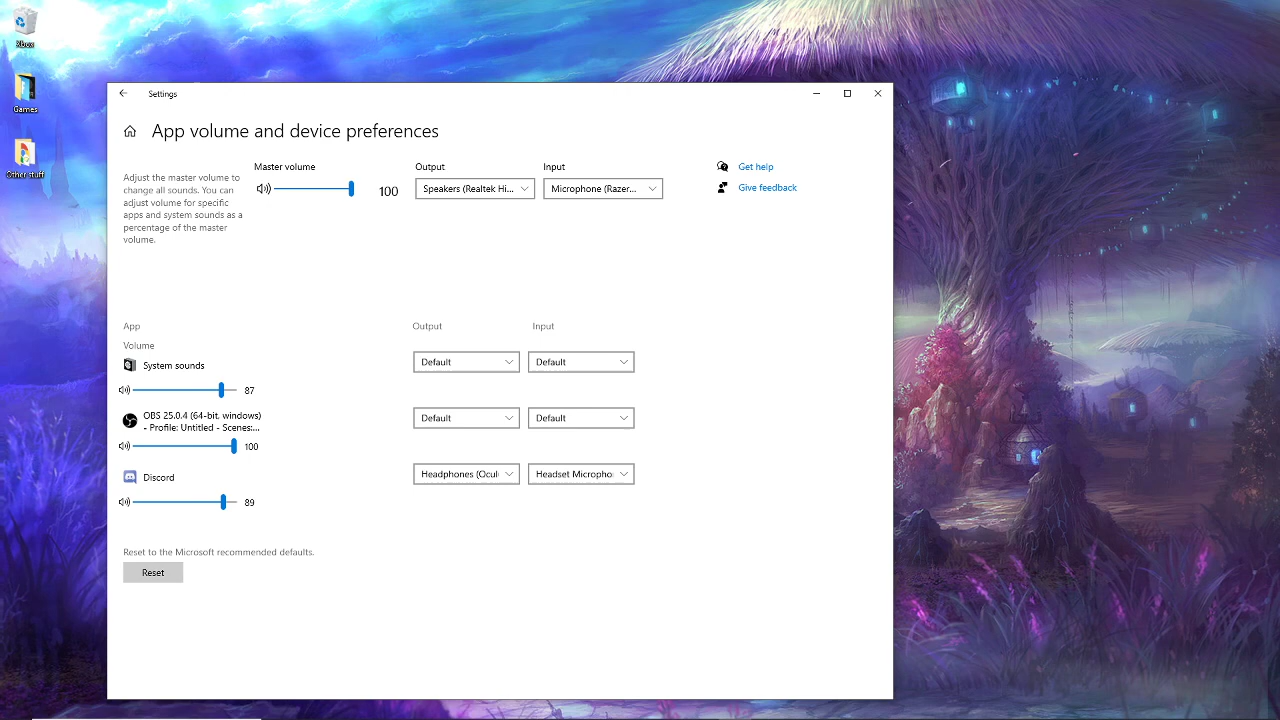 Xbox
Games
Other stuff
Settings
App volume and device preferences
Adjust the master volume to
change all sounds. You can
adjust volume for specific
apps and system sounds as a
percentage of the master
volume.
Master volume
100
Output
Speakers (Realtek Hi...
Input
Microphone (Razer...
Get help
Give feedback
App
Output
Input
Volume
System sounds
Default
Default
87
OBS 25.0.4 (64-bit, windows)
- Profile: Untitled - Scenes:...
Default
Default
100
Discord
Headphones (Ocul
Headset Micropho
89
Reset to the Microsoft recommended defaults.
Reset